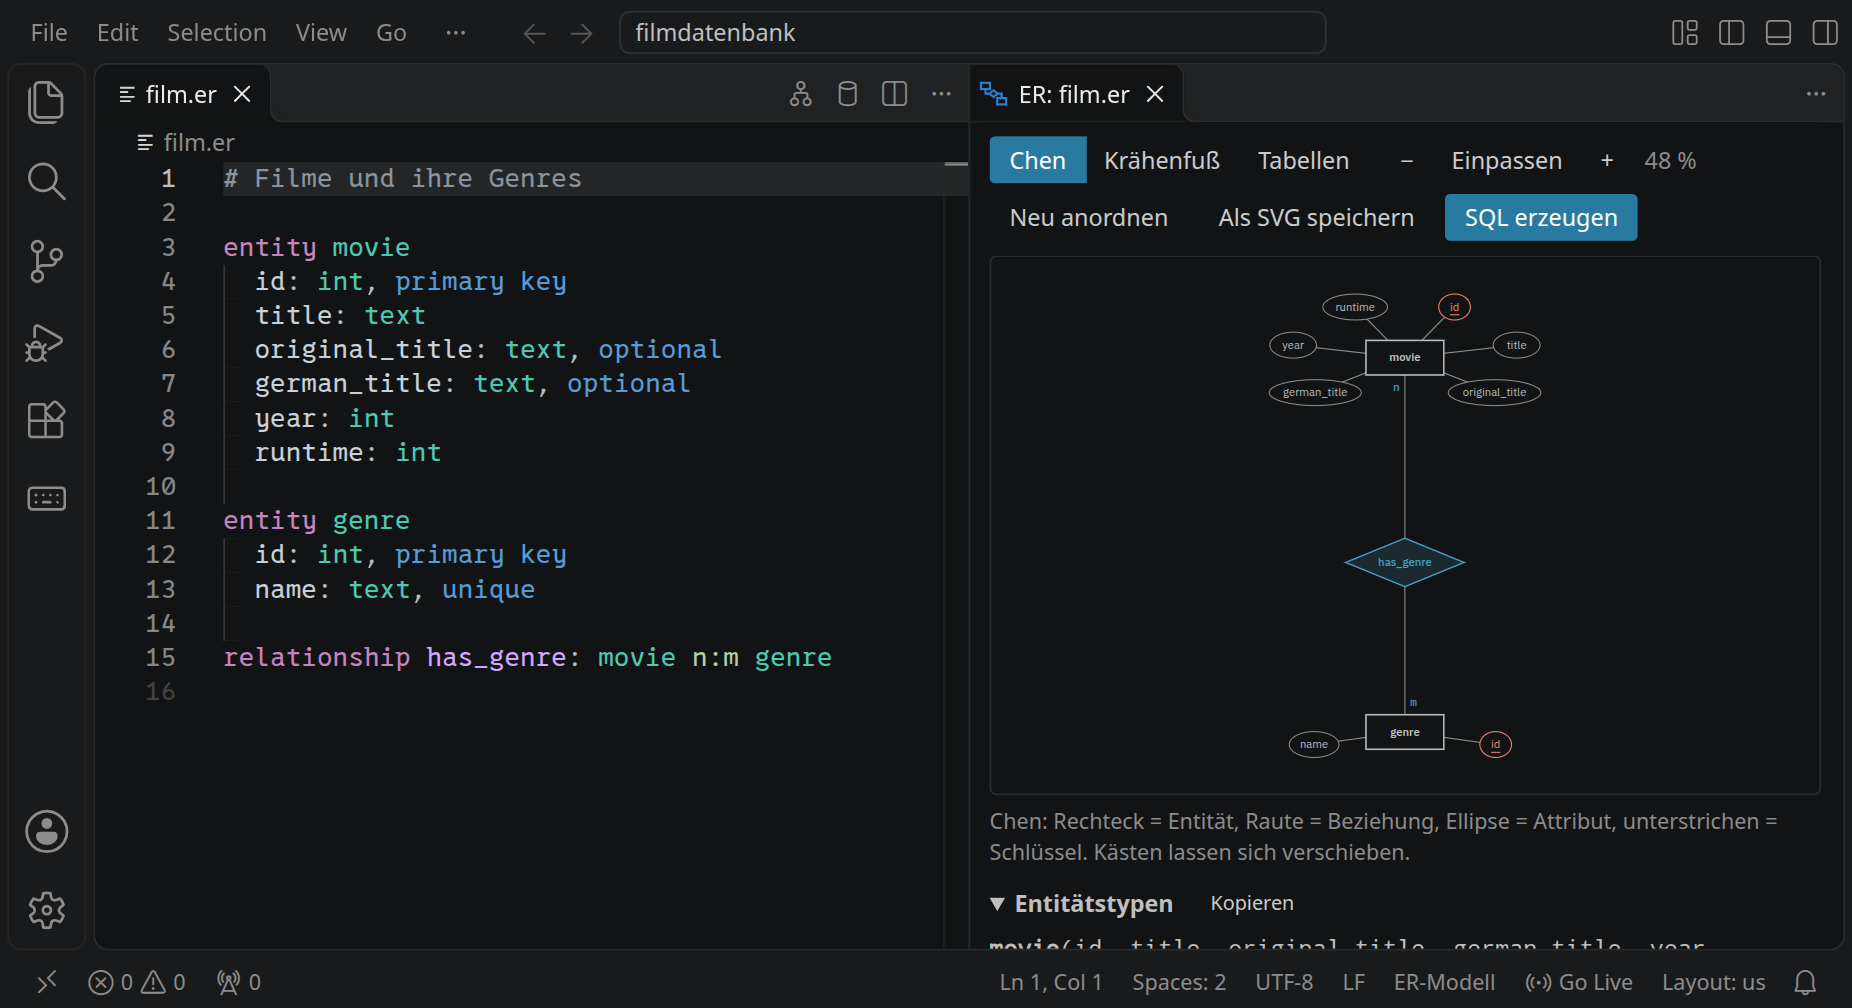 File Edit Selection View Go ··· filmdatenbank
film.er
film.er
1 # Filme und ihre Genres
2
3 entity movie
4 id: int, primary key
5 title: text
6 original_title: text, optional
7 german_title: text, optional
8 year: int
9 runtime: int
10
11 entity genre
12 id: int, primary key
13 name: text, unique
14
15 relationship has_genre: movie n:m genre
16
ER: film.er
Chen Krähenfuß Tabellen − Einpassen + 48 %
Neu anordnen Als SVG speichern SQL erzeugen
runtime id
year movie title
german_title n original_title
has_genre
m
name genre id
Chen: Rechteck = Entität, Raute = Beziehung, Ellipse = Attribut, unterstrichen =
Schlüssel. Kästen lassen sich verschieben.
▼ Entitätstypen Kopieren
movie(id, title, original_title, german_title, year,
0 0 0 Ln 1, Col 1 Spaces: 2 UTF-8 LF ER-Modell Go Live Layout: us